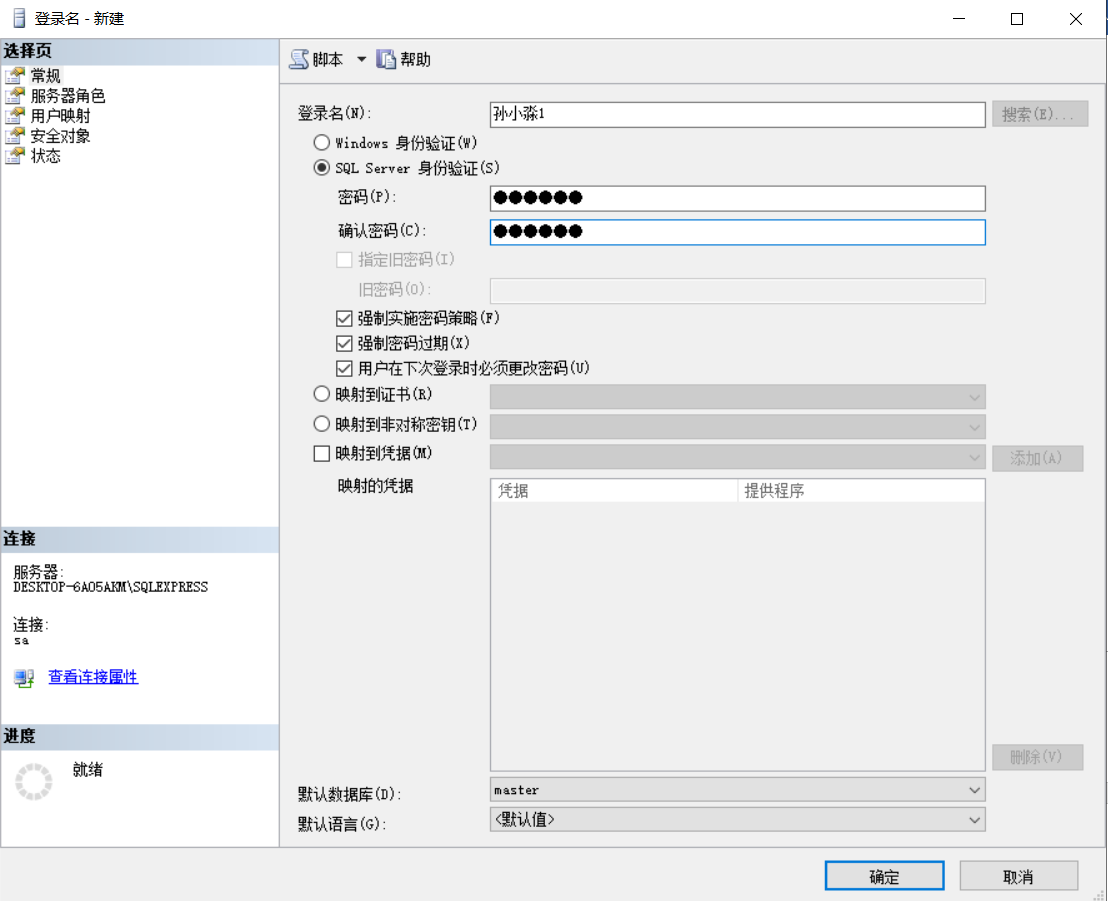 登录名 - 新建
选择页
常规
服务器角色
用户映射
安全对象
状态
连接
服务器:
DESKTOP-6AO5AKM\SQLEXPRESS
连接:
sa
查看连接属性
进度
就绪
脚本
帮助
登录名(N):
孙小淼1
搜索(E)...
Windows 身份验证(W)
SQL Server 身份验证(S)
密码(P):
●●●●●●
确认密码(C):
●●●●●●
指定旧密码(I)
旧密码(O):
强制实施密码策略(F)
强制密码过期(X)
用户在下次登录时必须更改密码(U)
映射到证书(R)
映射到非对称密钥(T)
映射到凭据(M)
添加(A)
映射的凭据
凭据 提供程序
删除(V)
默认数据库(D):
master
默认语言(G):
<默认值>
确定
取消